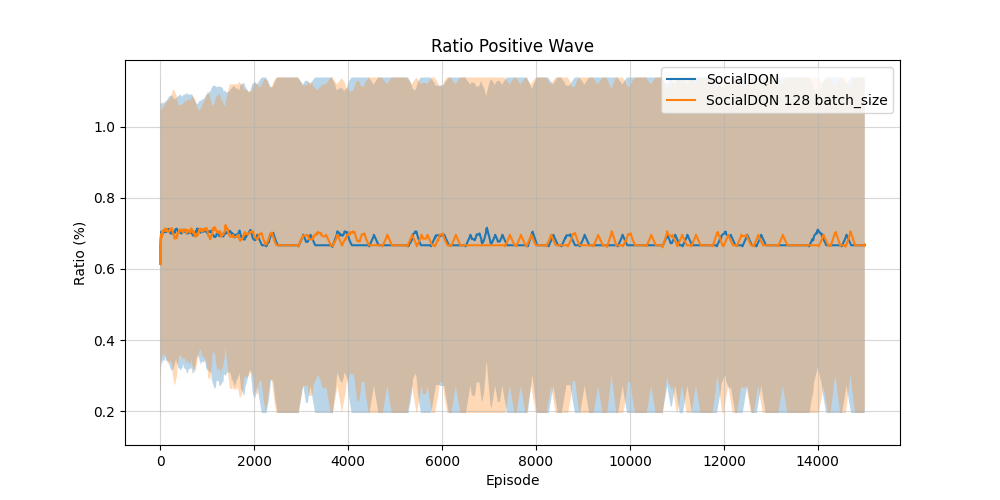 Ratio Positive Wave
SocialDQN
SocialDQN 128 batch_size
Ratio (%)
1.0
0.8
0.6
0.4
0.2
0 2000 4000 6000 8000 10000 12000 14000
Episode